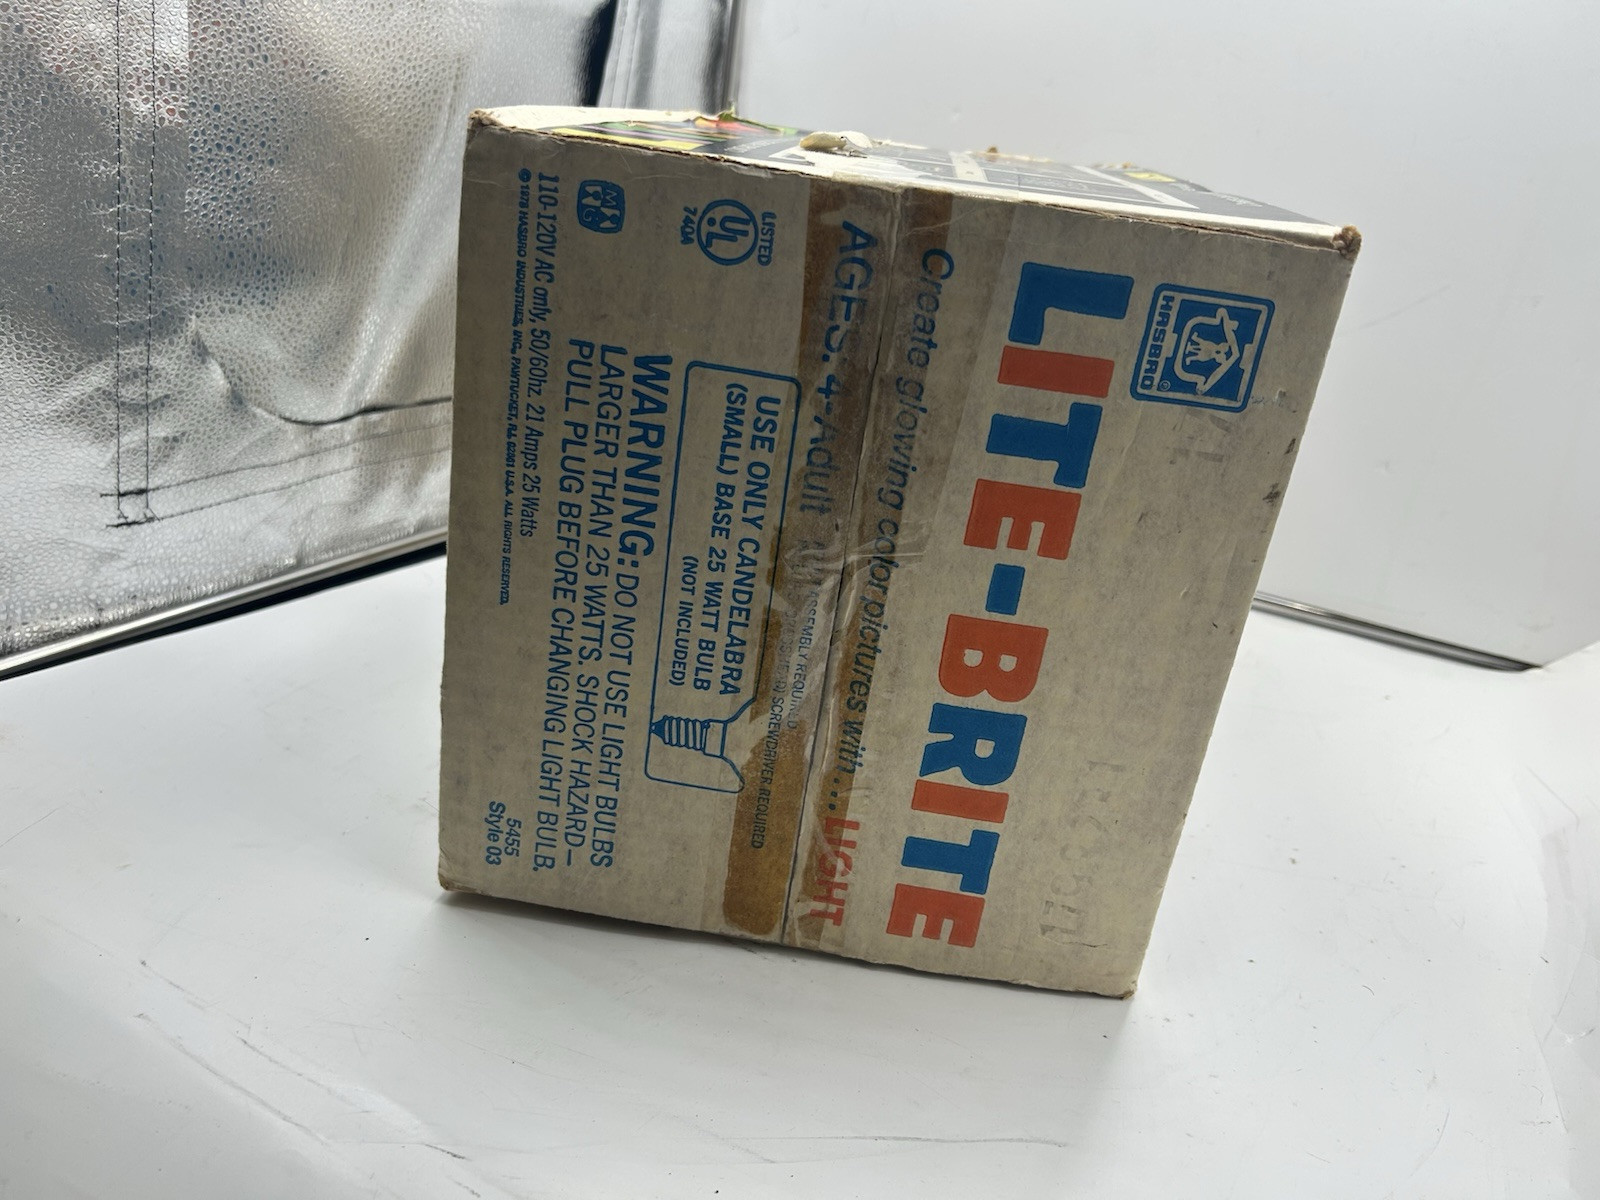 HASBRO®
LITE-BRITE
Create glowing color pictures with... LIGHT
AGES: 4-Adult
ASSEMBLY REQUIRED
SCREWDRIVER REQUIRED
LISTED
UL
740A
USE ONLY CANDELABRA
(SMALL) BASE 25 WATT BULB
(NOT INCLUDED)
WARNING: DO NOT USE LIGHT BULBS
LARGER THAN 25 WATTS. SHOCK HAZARD—
PULL PLUG BEFORE CHANGING LIGHT BULB.
110-120V AC only, 50/60hz. 21 Amps 25 Watts
© 1978 HASBRO INDUSTRIES, INC., PAWTUCKET, R.I. 02861 U.S.A. ALL RIGHTS RESERVED.
5455
Style 03